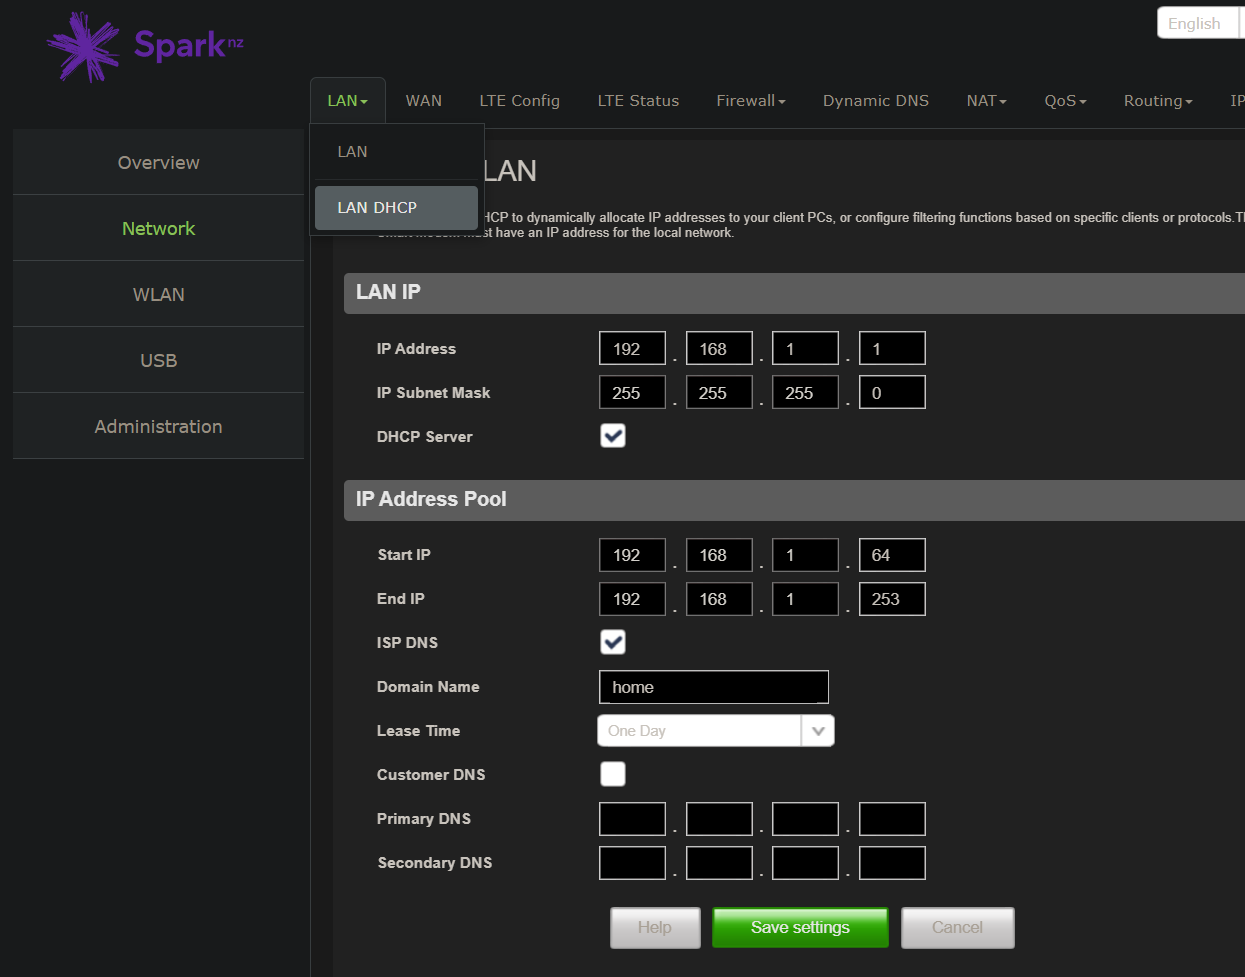 Spark nz
English
LAN
WAN
LTE Config
LTE Status
Firewall
Dynamic DNS
NAT
QoS
Routing
IP
Overview
Network
WLAN
USB
Administration
LAN
LAN DHCP
LAN
HCP to dynamically allocate IP addresses to your client PCs, or configure filtering functions based on specific clients or protocols.Th
must have an IP address for the local network.
LAN IP
IP Address 192 . 168 . 1 . 1
IP Subnet Mask 255 . 255 . 255 . 0
DHCP Server
IP Address Pool
Start IP 192 . 168 . 1 . 64
End IP 192 . 168 . 1 . 253
ISP DNS
Domain Name home
Lease Time One Day
Customer DNS
Primary DNS . . .
Secondary DNS . . .
Help Save settings Cancel